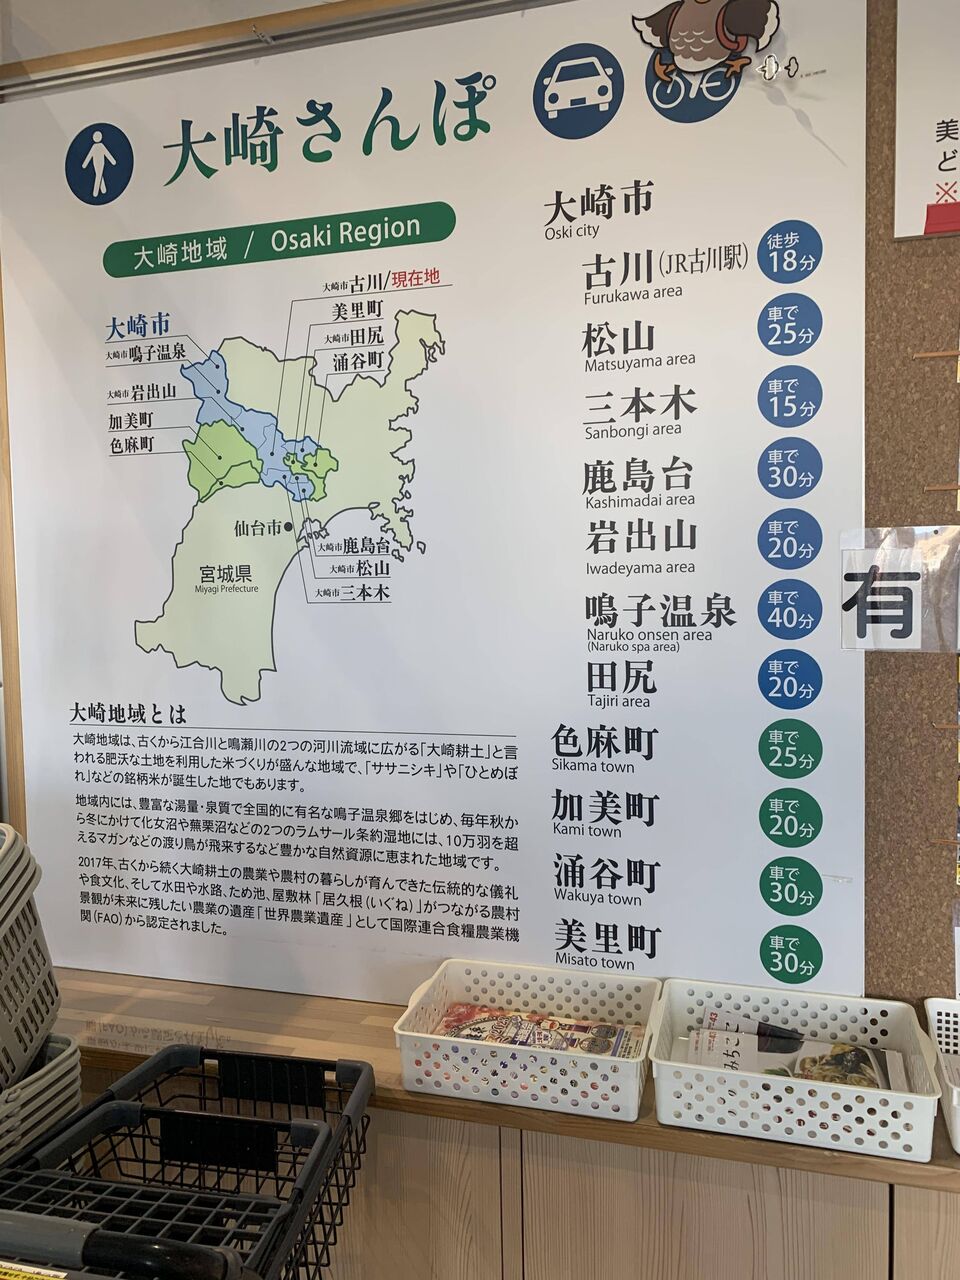 大崎さんぽ
大崎地域 / Osaki Region
大崎市古川/現在地
美里町
大崎市田尻
涌谷町
大崎市
大崎市鳴子温泉
大崎市岩出山
加美町
色麻町
仙台市
宮城県
Miyagi Prefecture
大崎市鹿島台
大崎市松山
大崎市三本木
大崎地域とは
大崎地域は、古くから江合川と鳴瀬川の2つの河川流域に広がる「大崎耕土」と言
われる肥沃な土地を利用した米づくりが盛んな地域で、「ササニシキ」や「ひとめぼ
れ」などの銘柄米が誕生した地でもあります。
地域内には、豊富な湯量・泉質で全国的に有名な鳴子温泉郷をはじめ、毎年秋か
ら冬にかけて化女沼や蕪栗沼などの2つのラムサール条約湿地には、10万羽を超
えるマガンなどの渡り鳥が飛来するなど豊かな自然資源に恵まれた地域です。
2017年、古くから続く大崎耕土の農業や農村の暮らしが育んできた伝統的な儀礼
や食文化、そして水田や水路、ため池、屋敷林「居久根(いぐね)」がつながる農村
景観が未来に残したい農業の遺産「世界農業遺産」として国際連合食糧農業機
関(FAO)から認定されました。
大崎市
Oski city
古川(JR古川駅)
Furukawa area
徒歩
18分
松山
Matsuyama area
車で
25分
三本木
Sanbongi area
車で
15分
鹿島台
Kashimadai area
車で
30分
岩出山
Iwadeyama area
車で
20分
鳴子温泉
Naruko onsen area
(Naruko spa area)
車で
40分
田尻
Tajiri area
車で
20分
色麻町
Sikama town
車で
25分
加美町
Kami town
車で
20分
涌谷町
Wakuya town
車で
30分
美里町
Misato town
車で
30分
美
ど
※
有